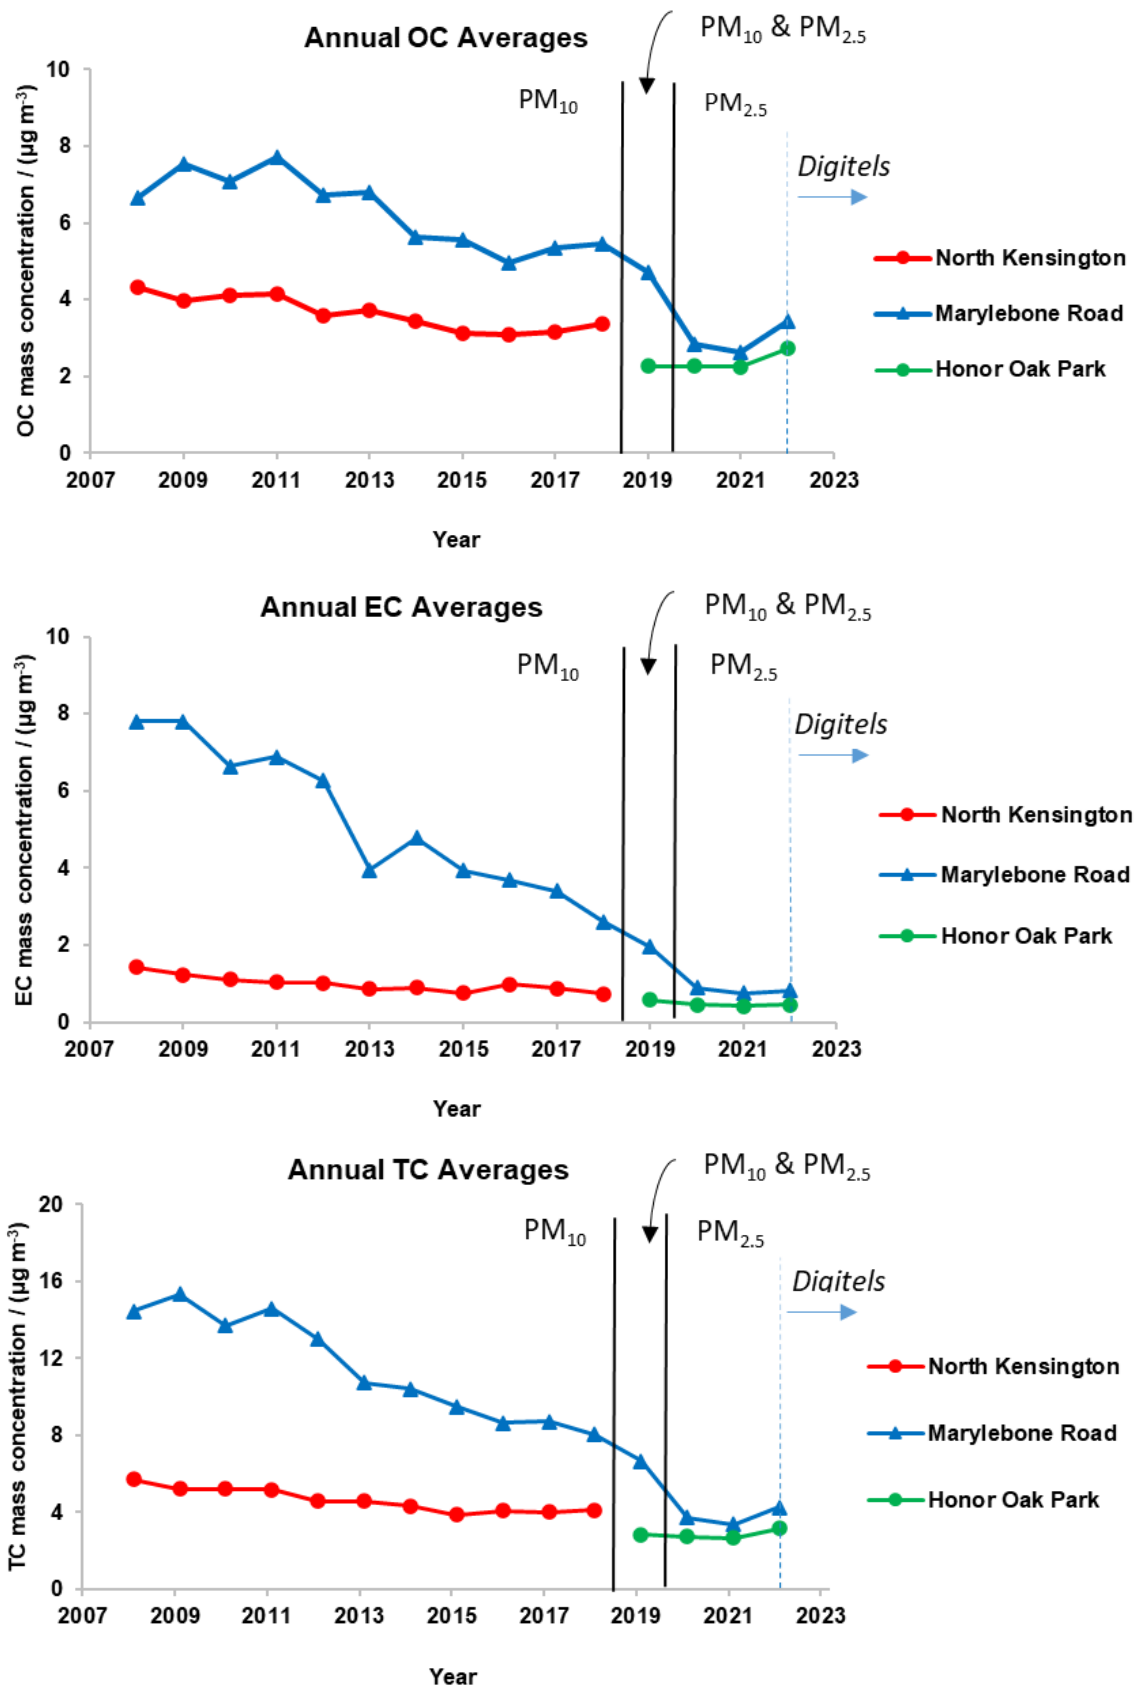 Annual OC Averages
PM10 & PM2.5
PM10
PM2.5
Digitels
OC mass concentration / (µg m-3)
10
8
6
4
2
0
2007 2009 2011 2013 2015 2017 2019 2021 2023
Year
North Kensington
Marylebone Road
Honor Oak Park
Annual EC Averages
PM10 & PM2.5
PM10
PM2.5
Digitels
EC mass concentration / (µg m-3)
10
8
6
4
2
0
2007 2009 2011 2013 2015 2017 2019 2021 2023
Year
North Kensington
Marylebone Road
Honor Oak Park
Annual TC Averages
PM10 & PM2.5
PM10
PM2.5
Digitels
TC mass concentration / (µg m-3)
20
16
12
8
4
0
2007 2009 2011 2013 2015 2017 2019 2021 2023
Year
North Kensington
Marylebone Road
Honor Oak Park